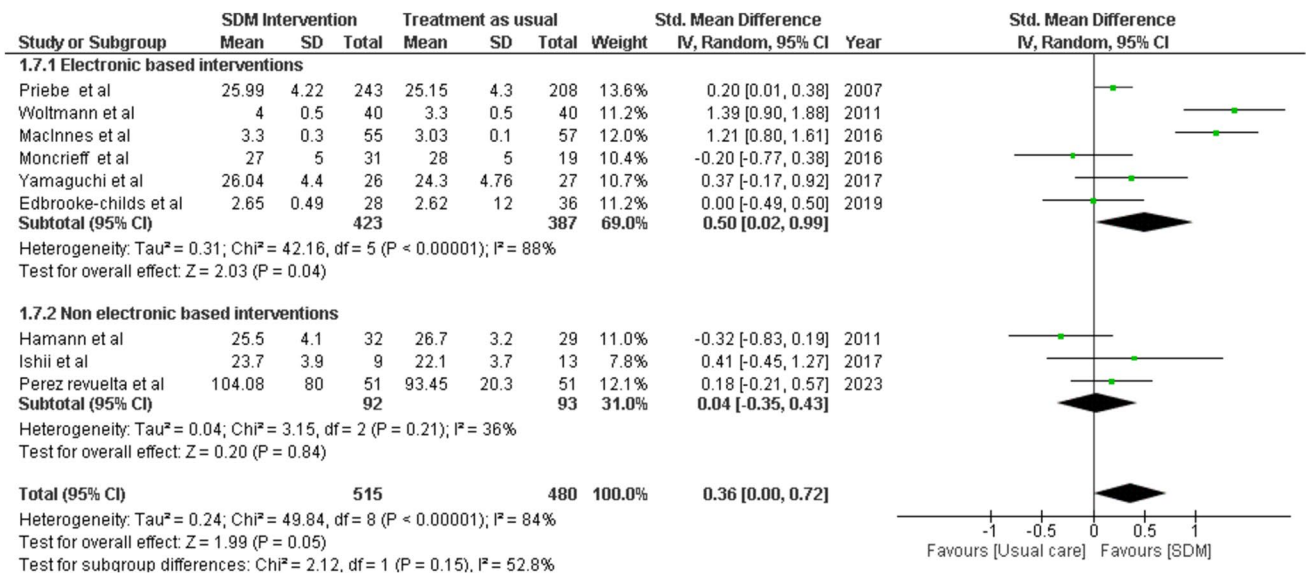 SDM Intervention Treatment as usual Std. Mean Difference Std. Mean Difference
Study or Subgroup Mean SD Total Mean SD Total Weight IV, Random, 95% CI Year IV, Random, 95% CI
1.7.1 Electronic based interventions
Priebe et al 25.99 4.22 243 25.15 4.3 208 13.6% 0.20 [0.01, 0.38] 2007
Woltmann et al 4 0.5 40 3.3 0.5 40 11.2% 1.39 [0.90, 1.88] 2011
MacInnes et al 3.3 0.3 55 3.03 0.1 57 12.0% 1.21 [0.80, 1.61] 2016
Moncrieff et al 27 5 31 28 5 19 10.4% -0.20 [-0.77, 0.38] 2016
Yamaguchi et al 26.04 4.4 26 24.3 4.76 27 10.7% 0.37 [-0.17, 0.92] 2017
Edbrooke-childs et al 2.65 0.49 28 2.62 12 36 11.2% 0.00 [-0.49, 0.50] 2019
Subtotal (95% CI) 423 387 69.0% 0.50 [0.02, 0.99]
Heterogeneity: Tau² = 0.31; Chi² = 42.16, df = 5 (P < 0.00001); I² = 88%
Test for overall effect: Z = 2.03 (P = 0.04)
1.7.2 Non electronic based interventions
Hamann et al 25.5 4.1 32 26.7 3.2 29 11.0% -0.32 [-0.83, 0.19] 2011
Ishii et al 23.7 3.9 9 22.1 3.7 13 7.8% 0.41 [-0.45, 1.27] 2017
Perez revuelta et al 104.08 80 51 93.45 20.3 51 12.1% 0.18 [-0.21, 0.57] 2023
Subtotal (95% CI) 92 93 31.0% 0.04 [-0.35, 0.43]
Heterogeneity: Tau² = 0.04; Chi² = 3.15, df = 2 (P = 0.21); I² = 36%
Test for overall effect: Z = 0.20 (P = 0.84)
Total (95% CI) 515 480 100.0% 0.36 [0.00, 0.72]
Heterogeneity: Tau² = 0.24; Chi² = 49.84, df = 8 (P < 0.00001); I² = 84%
Test for overall effect: Z = 1.99 (P = 0.05)
Test for subgroup differences: Chi² = 2.12, df = 1 (P = 0.15), I² = 52.8%
-1 -0.5 0 0.5 1
Favours [Usual care] Favours [SDM]